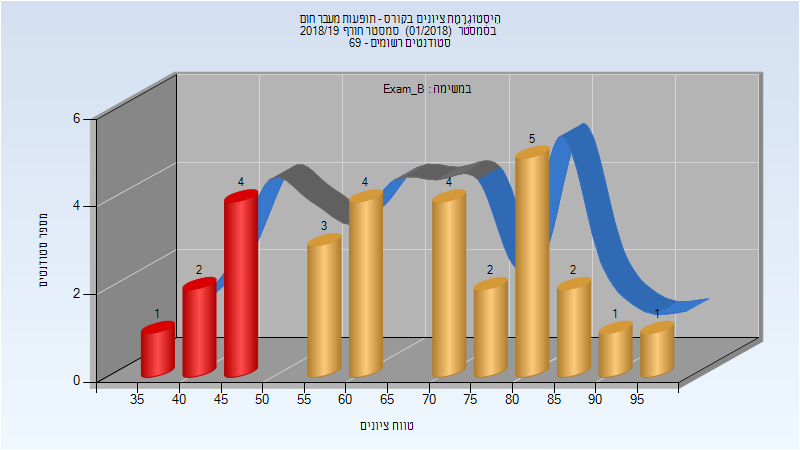 היסטוגרמת ציונים בקורס - תופעות מעבר חום
בסמסטר (01/2018) סמסטר חורף 2018/19
סטודנטים רשומים - 69
במשימה : Exam_B
מספר סטודנטים
6
4
2
0
1
2
4
3
4
4
2
5
2
1
1
35 40 45 50 55 60 65 70 75 80 85 90 95
טווח ציונים